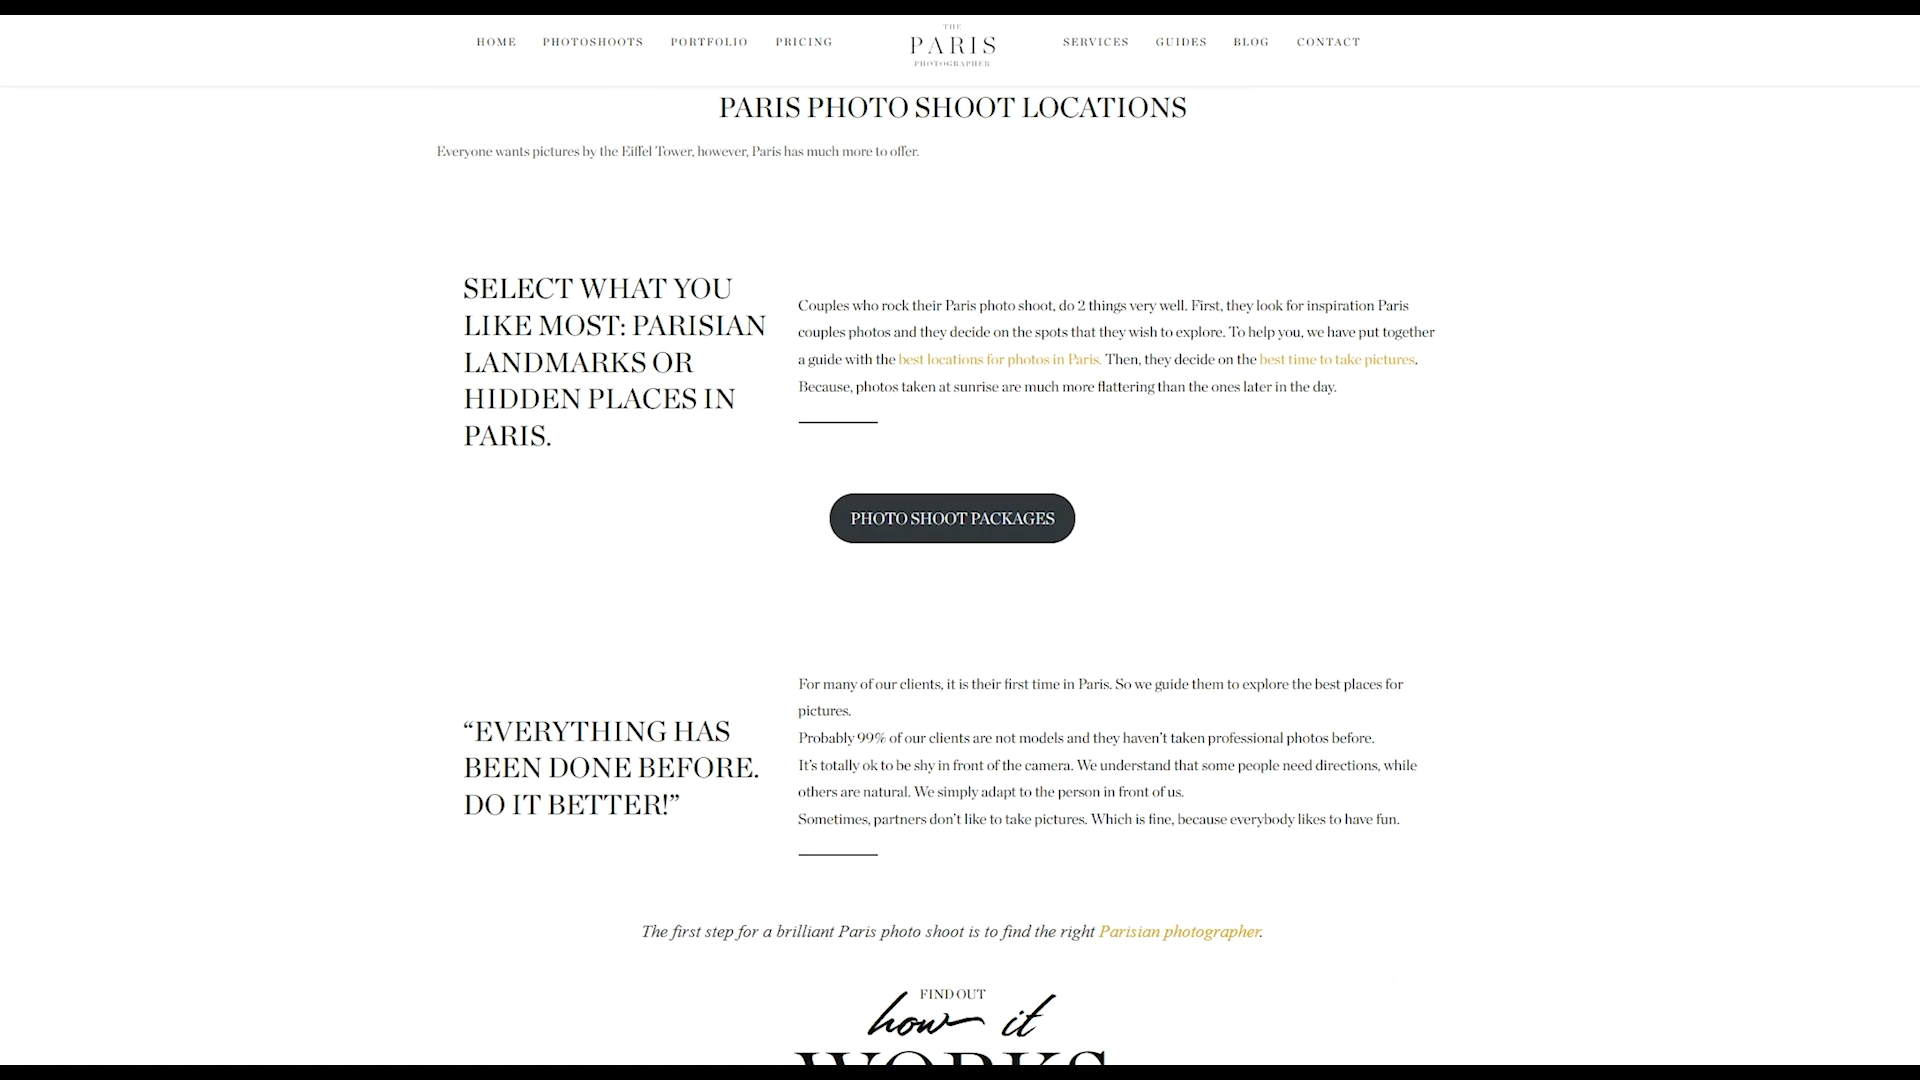 HOME PHOTOSHOOTS PORTFOLIO PRICING
THE
PARIS
PHOTOGRAPHER
SERVICES GUIDES BLOG CONTACT
PARIS PHOTO SHOOT LOCATIONS
Everyone wants pictures by the Eiffel Tower, however, Paris has much more to offer.
SELECT WHAT YOU
LIKE MOST: PARISIAN
LANDMARKS OR
HIDDEN PLACES IN
PARIS.
Couples who rock their Paris photo shoot, do 2 things very well. First, they look for inspiration Paris
couples photos and they decide on the spots that they wish to explore. To help you, we have put together
a guide with the best locations for photos in Paris. Then, they decide on the best time to take pictures.
Because, photos taken at sunrise are much more flattering than the ones later in the day.
PHOTO SHOOT PACKAGES
“EVERYTHING HAS
BEEN DONE BEFORE.
DO IT BETTER!”
For many of our clients, it is their first time in Paris. So we guide them to explore the best places for
pictures.
Probably 99% of our clients are not models and they haven’t taken professional photos before.
It’s totally ok to be shy in front of the camera. We understand that some people need directions, while
others are natural. We simply adapt to the person in front of us.
Sometimes, partners don’t like to take pictures. Which is fine, because everybody likes to have fun.
The first step for a brilliant Paris photo shoot is to find the right Parisian photographer.
FIND OUT
how it
WORKS